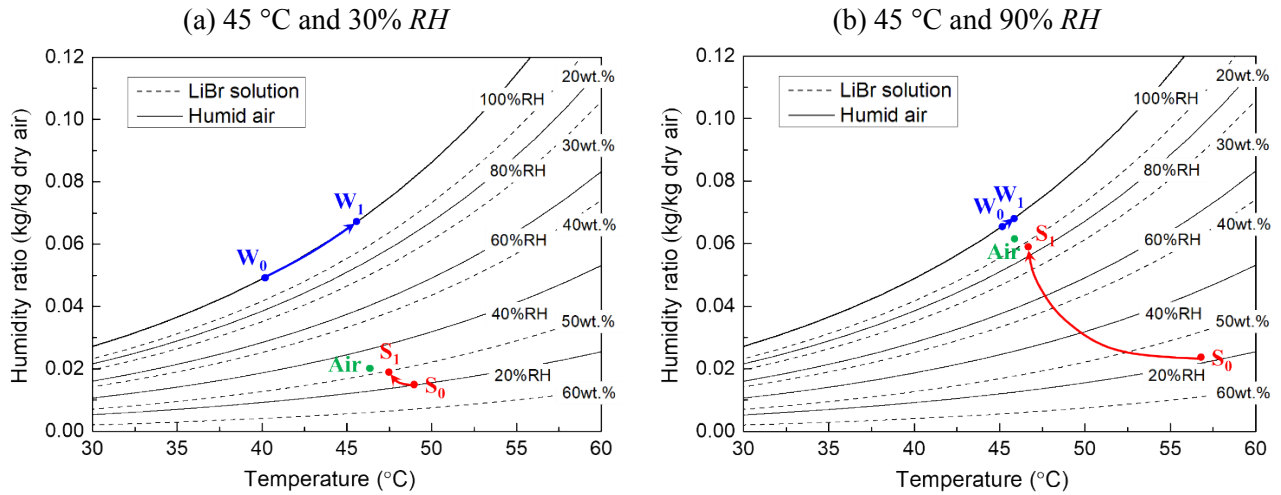 (a) 45 °C and 30% RH
Humidity ratio (kg/kg dry air)
0.12
0.10
0.08
0.06
0.04
0.02
0.00
LiBr solution
Humid air
100%RH
20wt.%
80%RH
30wt.%
60%RH
40wt.%
40%RH
50wt.%
20%RH
60wt.%
W1
W0
Air
S1
S0
30
35
40
45
50
55
60
Temperature (°C)
(b) 45 °C and 90% RH
Humidity ratio (kg/kg dry air)
0.12
0.10
0.08
0.06
0.04
0.02
0.00
LiBr solution
Humid air
100%RH
20wt.%
80%RH
30wt.%
60%RH
40wt.%
40%RH
50wt.%
20%RH
60wt.%
W1
W0
Air
S1
S0
30
35
40
45
50
55
60
Temperature (°C)